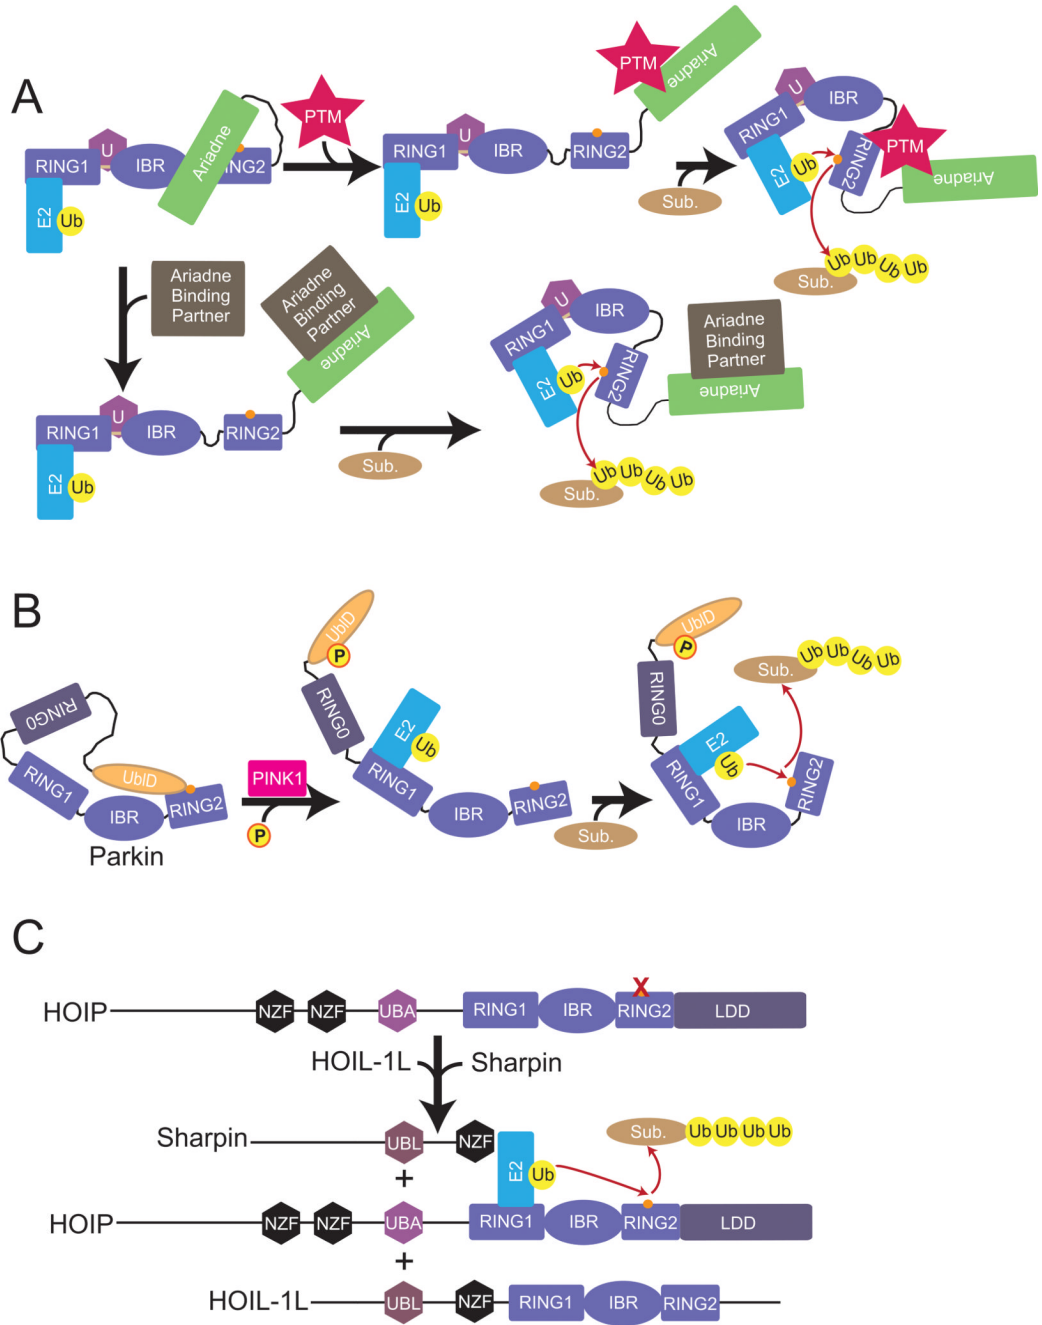 A
PTM
RING1
U
IBR
Ariadne
RING2
E2
Ub
PTM
RING1
U
IBR
RING2
Ariadne
E2
Ub
Sub.
U
IBR
RING1
E2
Ub
RING2
PTM
Ariadne
Sub.
Ub Ub Ub Ub
Ariadne
Binding
Partner
Ariadne
Binding
Partner
Ariadne
U
RING1
IBR
RING2
E2
Ub
Sub.
U
IBR
RING1
E2
Ub
RING2
Ariadne
Binding
Partner
Ariadne
Sub.
Ub Ub Ub Ub
B
RING0
RING1
UbID
IBR
RING2
Parkin
PINK1
P
UbID
P
RING0
E2
Ub
RING1
IBR
RING2
Sub.
UbID
P
RING0
E2
Ub
RING1
IBR
RING2
Sub.
Ub Ub Ub Ub
C
HOIP
NZF
NZF
UBA
RING1
IBR
X
RING2
LDD
HOIL-1L
Sharpin
Sharpin
UBL
NZF
E2
Ub
Sub.
Ub Ub Ub Ub
+
HOIP
NZF
NZF
UBA
RING1
IBR
RING2
LDD
+
HOIL-1L
UBL
NZF
RING1
IBR
RING2